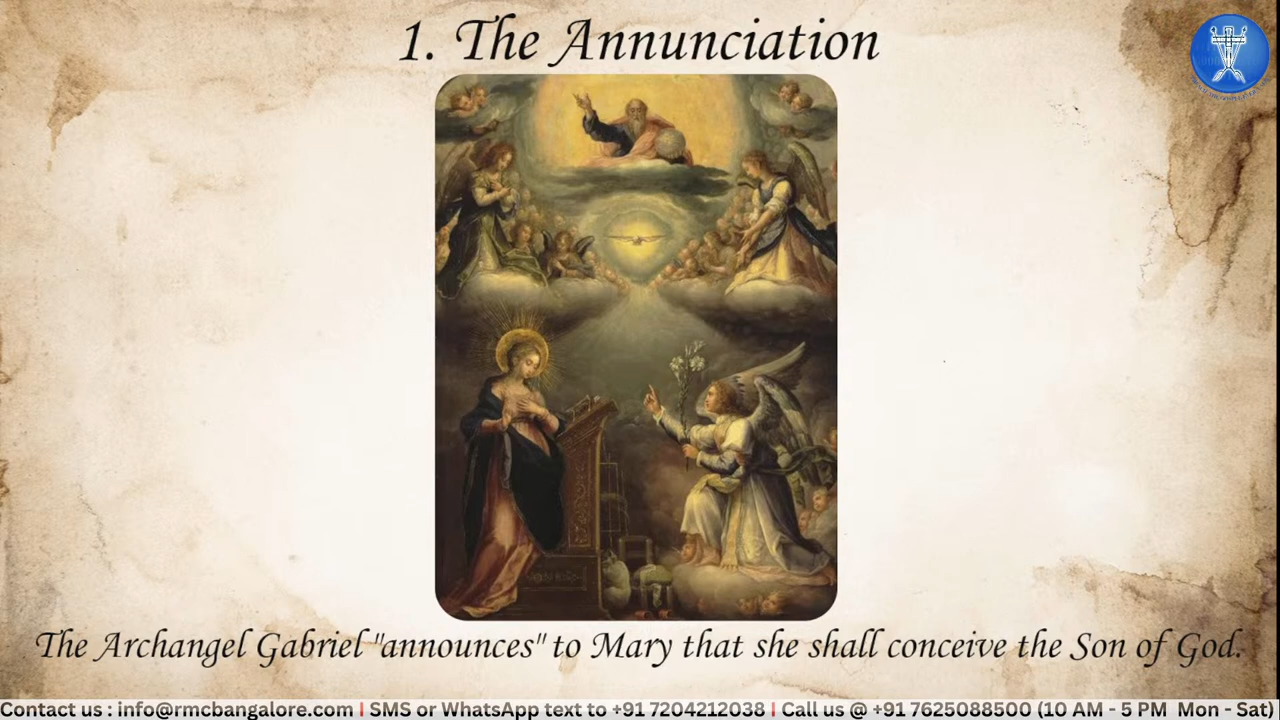 1. The Annunciation
The Archangel Gabriel "announces" to Mary that she shall conceive the Son of God.
Contact us : info@rmcbangalore.com I SMS or WhatsApp text to +91 7204212038 I Call us @ +91 7625088500 (10 AM - 5 PM Mon - Sat)